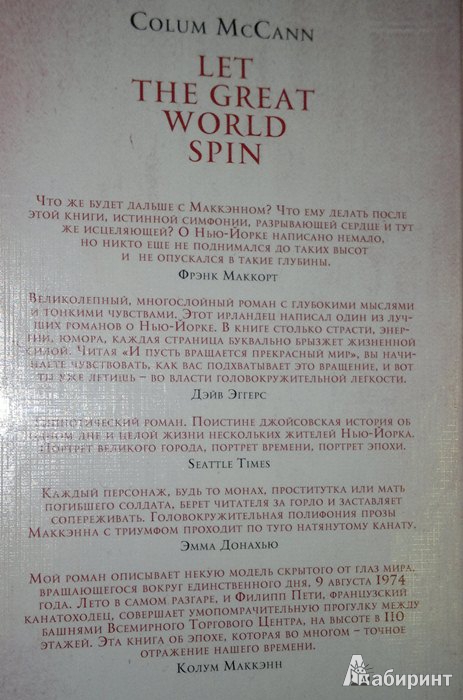 Colum McCann
LET
THE GREAT
WORLD
SPIN
Что же будет дальше с Маккэнном? Что ему делать после
этой книги, истинной симфонии, разрывающей сердце и тут
же исцеляющей? О Нью-Йорке написано немало,
но никто еще не поднимался до таких высот
и не опускался в такие глубины.
Фрэнк Маккорт
Великолепный, многослойный роман с глубокими мыслями
и тонкими чувствами. Этот ирландец написал один из луч-
ших романов о Нью-Йорке. В книге столько страсти, энер-
гии, юмора, каждая страница буквально брызжет жизненной
силой. Читая «И пусть вращается прекрасный мир», вы начи-
наете чувствовать, как вас подхватывает это вращение, и вот
ты уже летишь – во власти головокружительной легкости.
Дэйв Эггерс
Гипнотический роман. Поистине джойсовская история об
одном дне и целой жизни нескольких жителей Нью-Йорка.
Портрет великого города, портрет времени, портрет эпохи.
Seattle Times
Каждый персонаж, будь то монах, проститутка или мать
погибшего солдата, берет читателя за горло и заставляет
сопереживать. Головокружительная полифония прозы
Маккэнна с триумфом проходит по туго натянутому канату.
Эмма Донахью
Мой роман описывает некую модель скрытого от глаз мира,
вращающегося вокруг единственного дня, 9 августа 1974
года. Лето в самом разгаре, и Филипп Пети, французский
канатоходец, совершает умопомрачительную прогулку между
башнями Всемирного Торгового Центра, на высоте в 110
этажей. Эта книга об эпохе, которая во многом – точное
отражение нашего времени.
Колум Маккэнн
Лабиринт